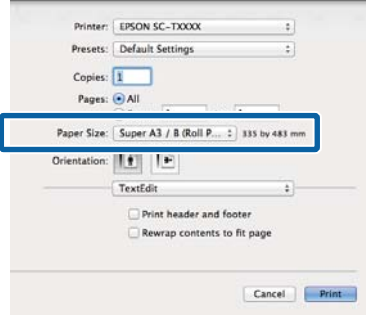 Printer: EPSON SC-TXXXX
Presets: Default Settings
Copies: 1
Pages: All
Paper Size: Super A3 / B (Roll P... 335 by 483 mm
Orientation:
TextEdit
Print header and footer
Rewrap contents to fit page
Cancel Print